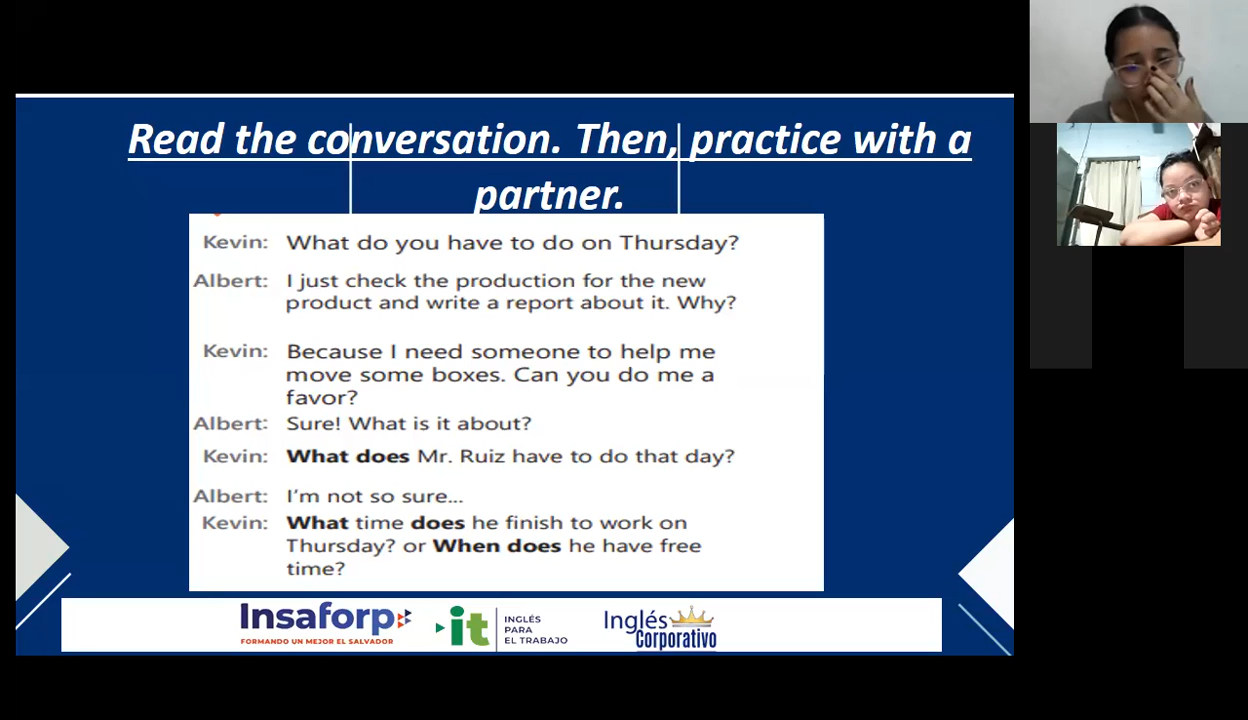 Read the conversation. Then, practice with a
partner.
Kevin: What do you have to do on Thursday?
Albert: I just check the production for the new
product and write a report about it. Why?
Kevin: Because I need someone to help me
move some boxes. Can you do me a
favor?
Albert: Sure! What is it about?
Kevin: What does Mr. Ruiz have to do that day?
Albert: I'm not so sure...
Kevin: What time does he finish to work on
Thursday? or When does he have free
time?
Insaforp
FORMANDO UN MEJOR EL SALVADOR
it
INGLÉS
PARA
EL TRABAJO
Inglés
Corporativo